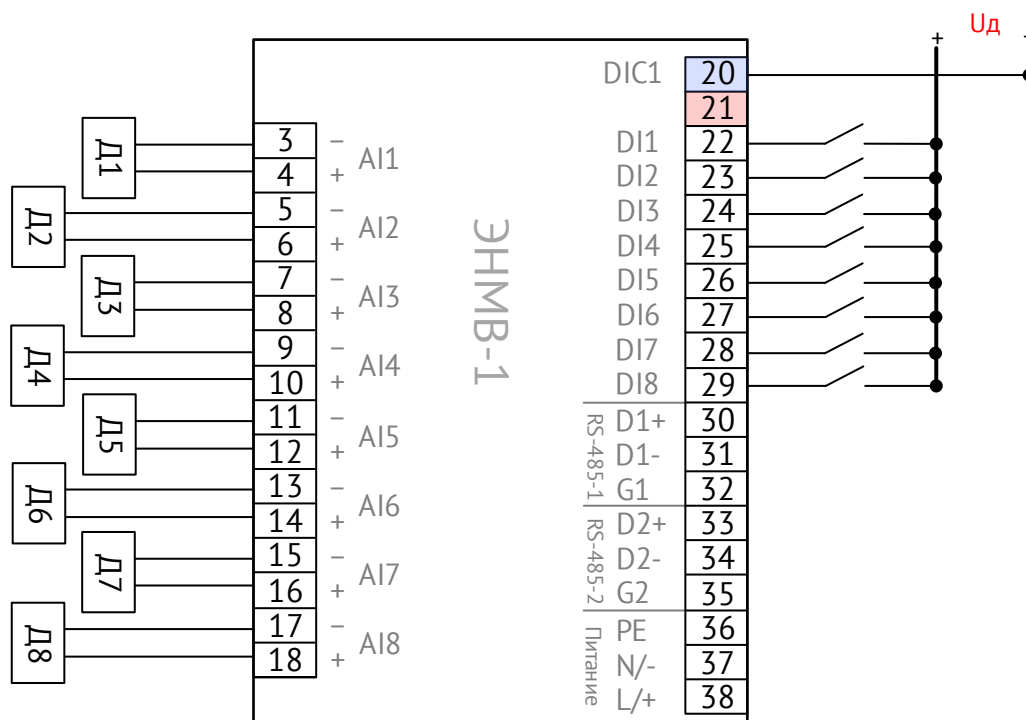 Uд
+
-
DIC1 20
21
DI1 22
DI2 23
DI3 24
DI4 25
DI5 26
DI6 27
DI7 28
DI8 29
RS-485-1
D1+ 30
D1- 31
G1 32
RS-485-2
D2+ 33
D2- 34
G2 35
Питание
PE 36
N/- 37
L/+ 38
ЭНМВ-1
Д1
3 −
4 +
AI1
Д2
5 −
6 +
AI2
Д3
7 −
8 +
AI3
Д4
9 −
10 +
AI4
Д5
11 −
12 +
AI5
Д6
13 −
14 +
AI6
Д7
15 −
16 +
AI7
Д8
17 −
18 +
AI8